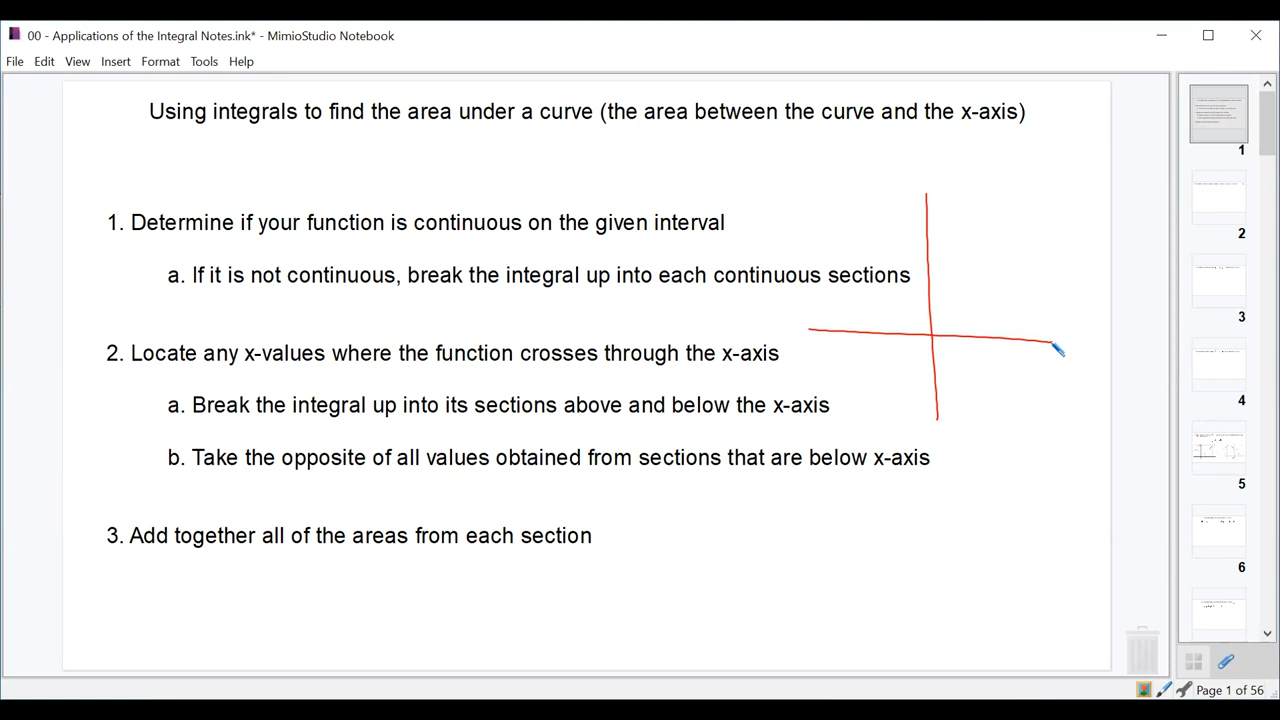 00 - Applications of the Integral Notes.ink* - MimioStudio Notebook
File Edit View Insert Format Tools Help
Using integrals to find the area under a curve (the area between the curve and the x-axis)
1. Determine if your function is continuous on the given interval
a. If it is not continuous, break the integral up into each continuous sections
2. Locate any x-values where the function crosses through the x-axis
a. Break the integral up into its sections above and below the x-axis
b. Take the opposite of all values obtained from sections that are below x-axis
3. Add together all of the areas from each section
1
2
3
4
5
6
Page 1 of 56